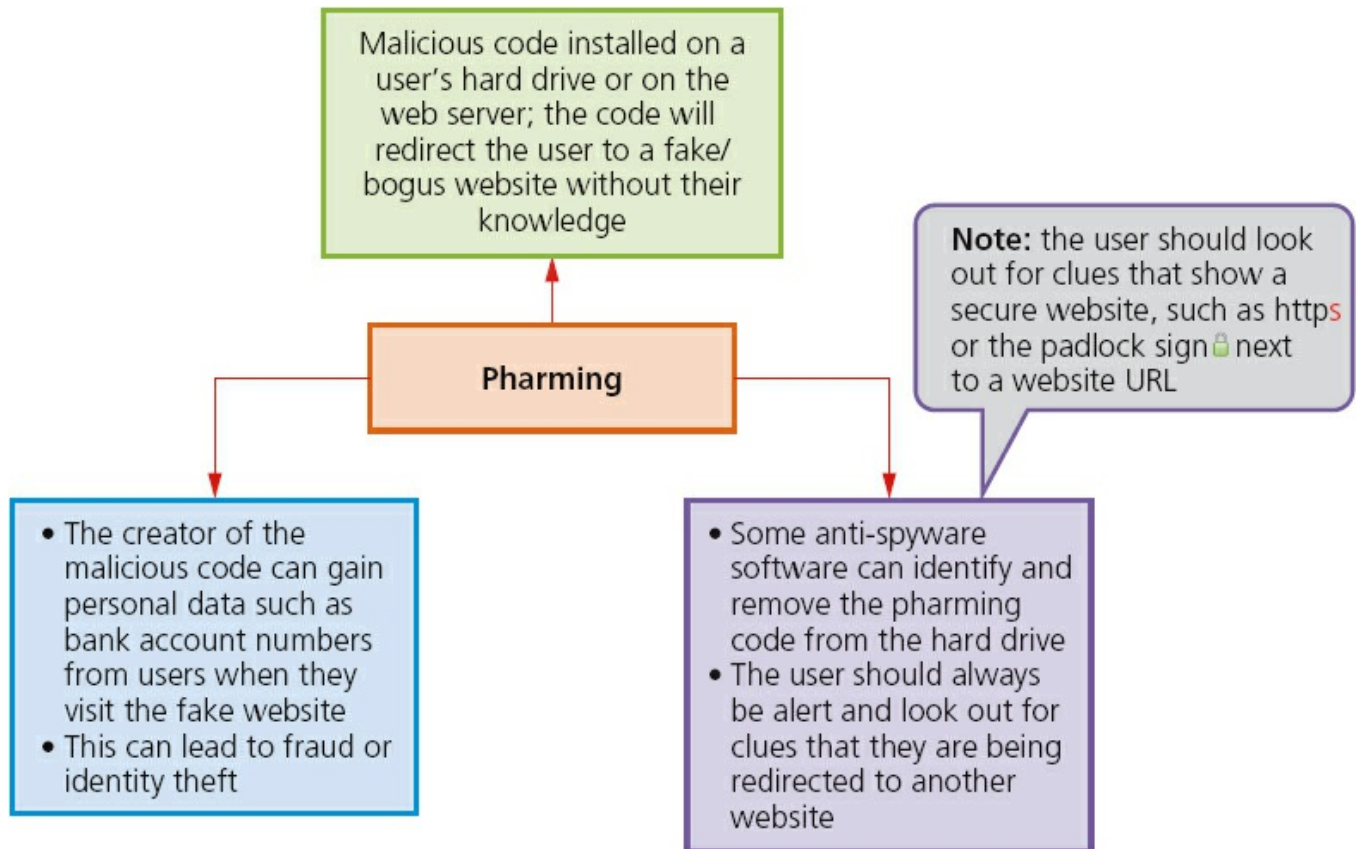 Malicious code installed on a
user's hard drive or on the
web server; the code will
redirect the user to a fake/
bogus website without their
knowledge
Note: the user should look
out for clues that show a
secure website, such as https
or the padlock sign next
to a website URL
Pharming
• The creator of the
malicious code can gain
personal data such as
bank account numbers
from users when they
visit the fake website
• This can lead to fraud or
identity theft
• Some anti-spyware
software can identify and
remove the pharming
code from the hard drive
• The user should always
be alert and look out for
clues that they are being
redirected to another
website